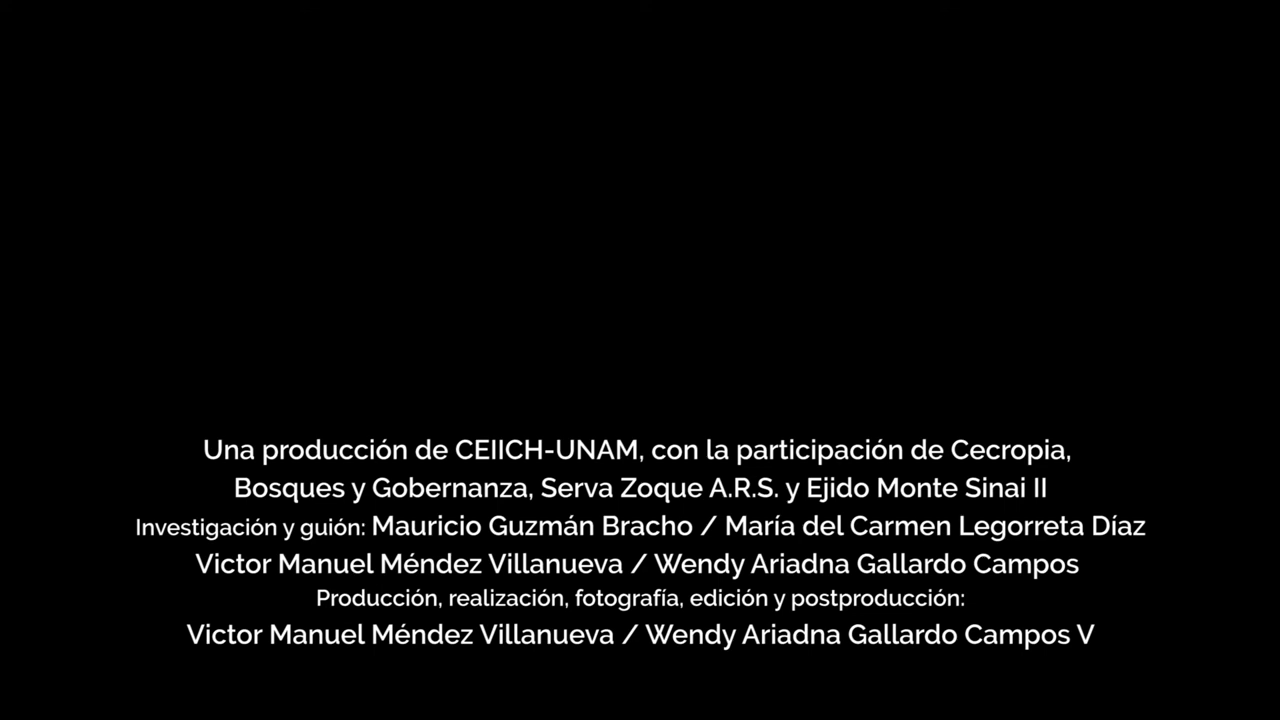 Una producción de CEIICH-UNAM, con la participación de Cecropia,
Bosques y Gobernanza, Serva Zoque A.R.S. y Ejido Monte Sinai II
Investigación y guión: Mauricio Guzmán Bracho / María del Carmen Legorreta Díaz
Victor Manuel Méndez Villanueva / Wendy Ariadna Gallardo Campos
Producción, realización, fotografía, edición y postproducción:
Victor Manuel Méndez Villanueva / Wendy Ariadna Gallardo Campos V